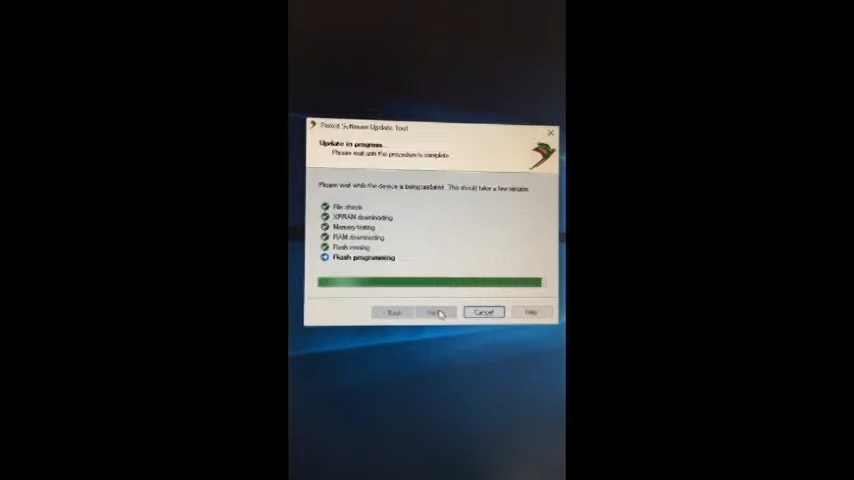 Parrot Software Update Tool
Update in progress...
Please wait until the procedure is complete
Please wait while the device is being updated. This should take a few minutes
File check
XPRAM downloading
Memory testing
RAM downloading
Flash erasing
Flash programming
< Back
Next
Cancel
Help